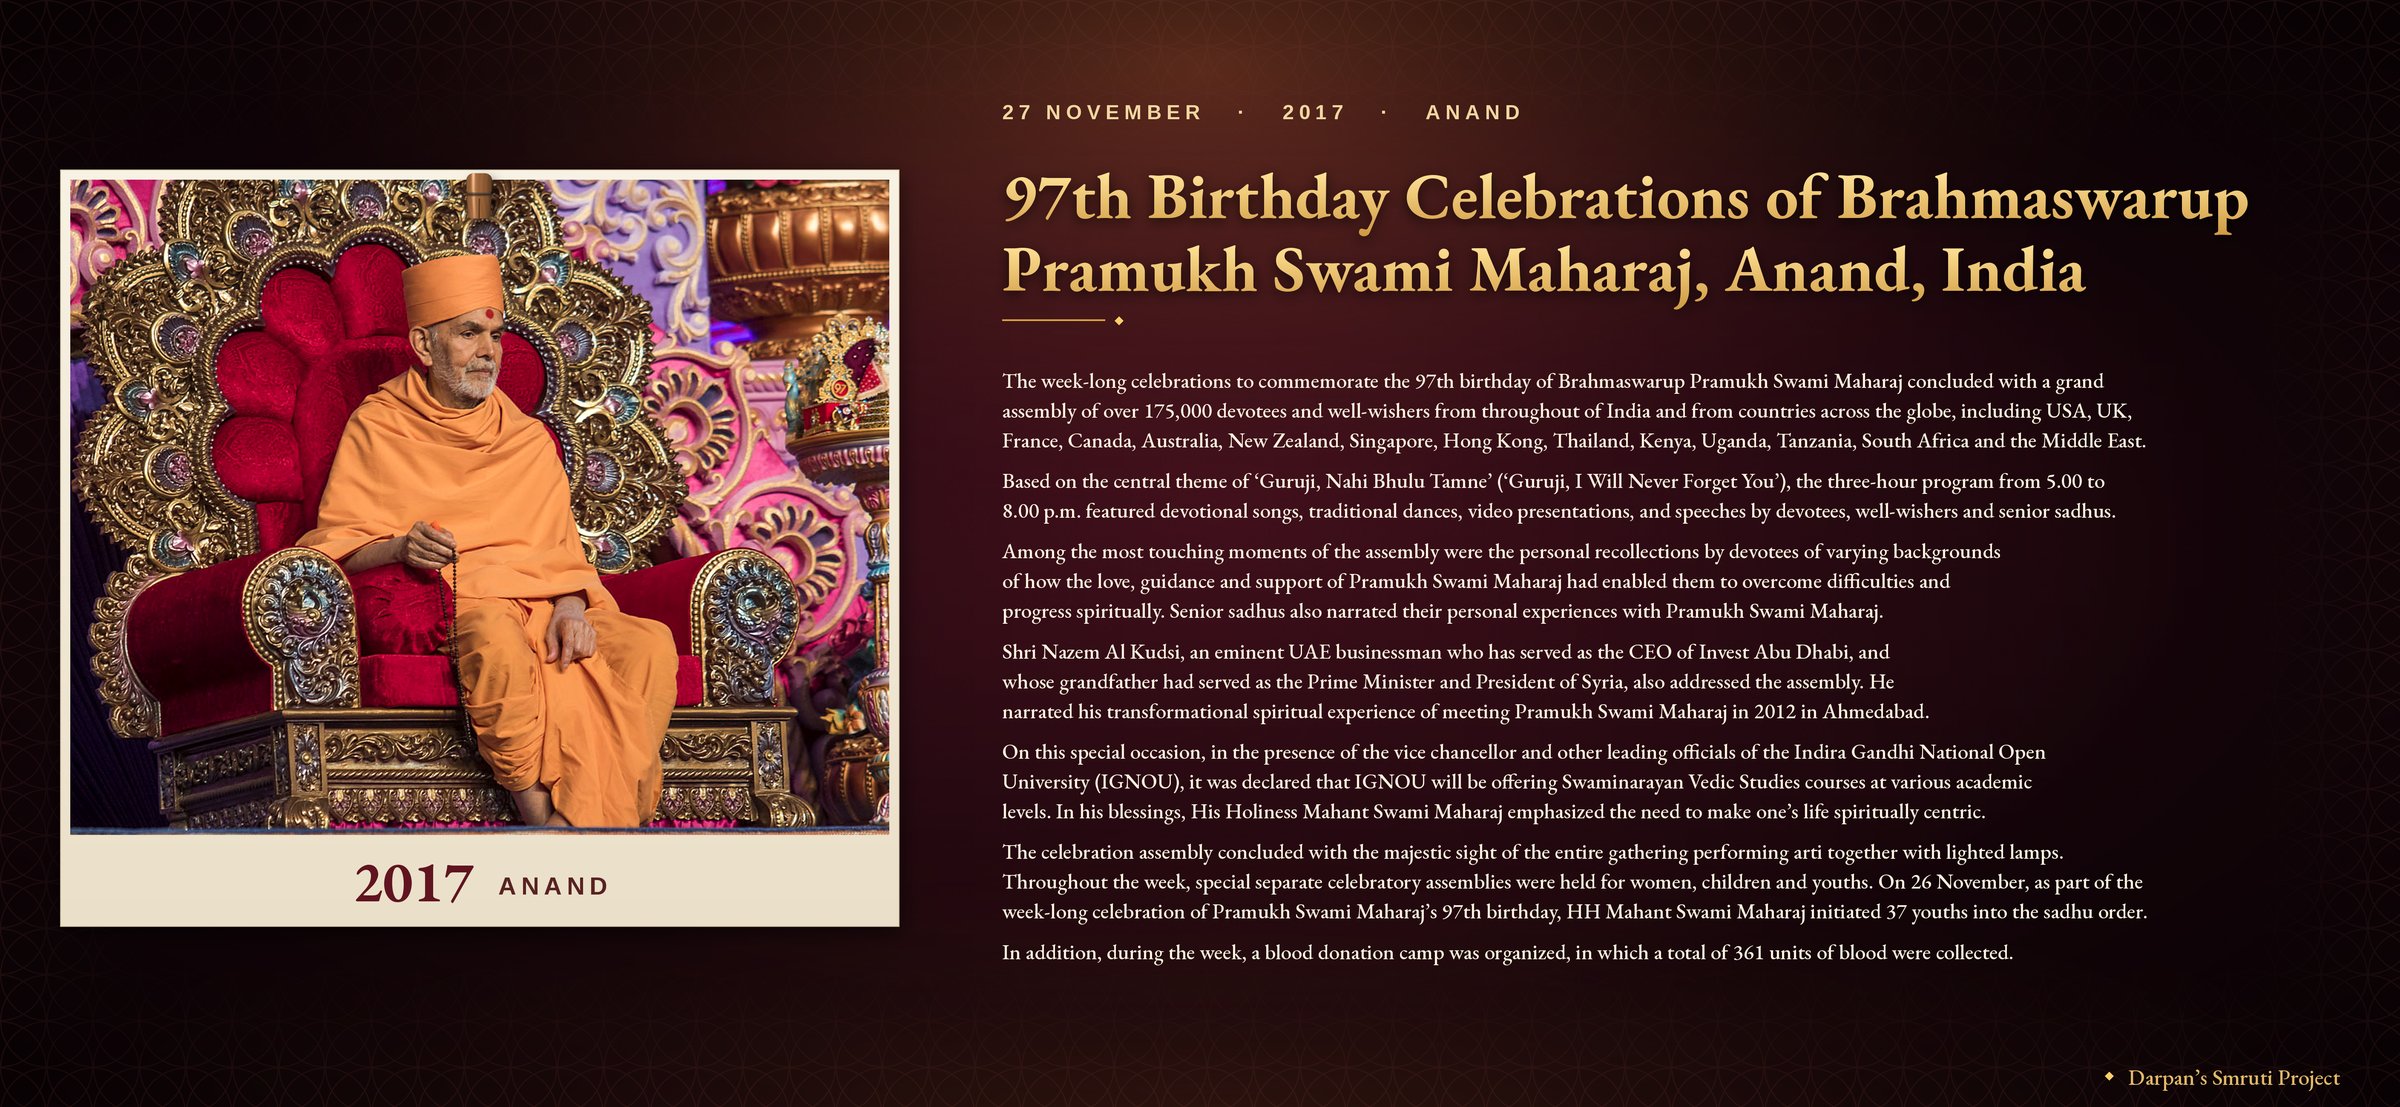 27 NOVEMBER · 2017 · ANAND
97th Birthday Celebrations of Brahmaswarup
Pramukh Swami Maharaj, Anand, India
The week-long celebrations to commemorate the 97th birthday of Brahmaswarup Pramukh Swami Maharaj concluded with a grand
assembly of over 175,000 devotees and well-wishers from throughout of India and from countries across the globe, including USA, UK,
France, Canada, Australia, New Zealand, Singapore, Hong Kong, Thailand, Kenya, Uganda, Tanzania, South Africa and the Middle East.
Based on the central theme of ‘Guruji, Nahi Bhulu Tamne’ (‘Guruji, I Will Never Forget You’), the three-hour program from 5.00 to
8.00 p.m. featured devotional songs, traditional dances, video presentations, and speeches by devotees, well-wishers and senior sadhus.
Among the most touching moments of the assembly were the personal recollections by devotees of varying backgrounds
of how the love, guidance and support of Pramukh Swami Maharaj had enabled them to overcome difficulties and
progress spiritually. Senior sadhus also narrated their personal experiences with Pramukh Swami Maharaj.
Shri Nazem Al Kudsi, an eminent UAE businessman who has served as the CEO of Invest Abu Dhabi, and
whose grandfather had served as the Prime Minister and President of Syria, also addressed the assembly. He
narrated his transformational spiritual experience of meeting Pramukh Swami Maharaj in 2012 in Ahmedabad.
On this special occasion, in the presence of the vice chancellor and other leading officials of the Indira Gandhi National Open
University (IGNOU), it was declared that IGNOU will be offering Swaminarayan Vedic Studies courses at various academic
levels. In his blessings, His Holiness Mahant Swami Maharaj emphasized the need to make one’s life spiritually centric.
The celebration assembly concluded with the majestic sight of the entire gathering performing arti together with lighted lamps.
Throughout the week, special separate celebratory assemblies were held for women, children and youths. On 26 November, as part of the
week-long celebration of Pramukh Swami Maharaj’s 97th birthday, HH Mahant Swami Maharaj initiated 37 youths into the sadhu order.
In addition, during the week, a blood donation camp was organized, in which a total of 361 units of blood were collected.
97
2017 ANAND
Darpan’s Smruti Project